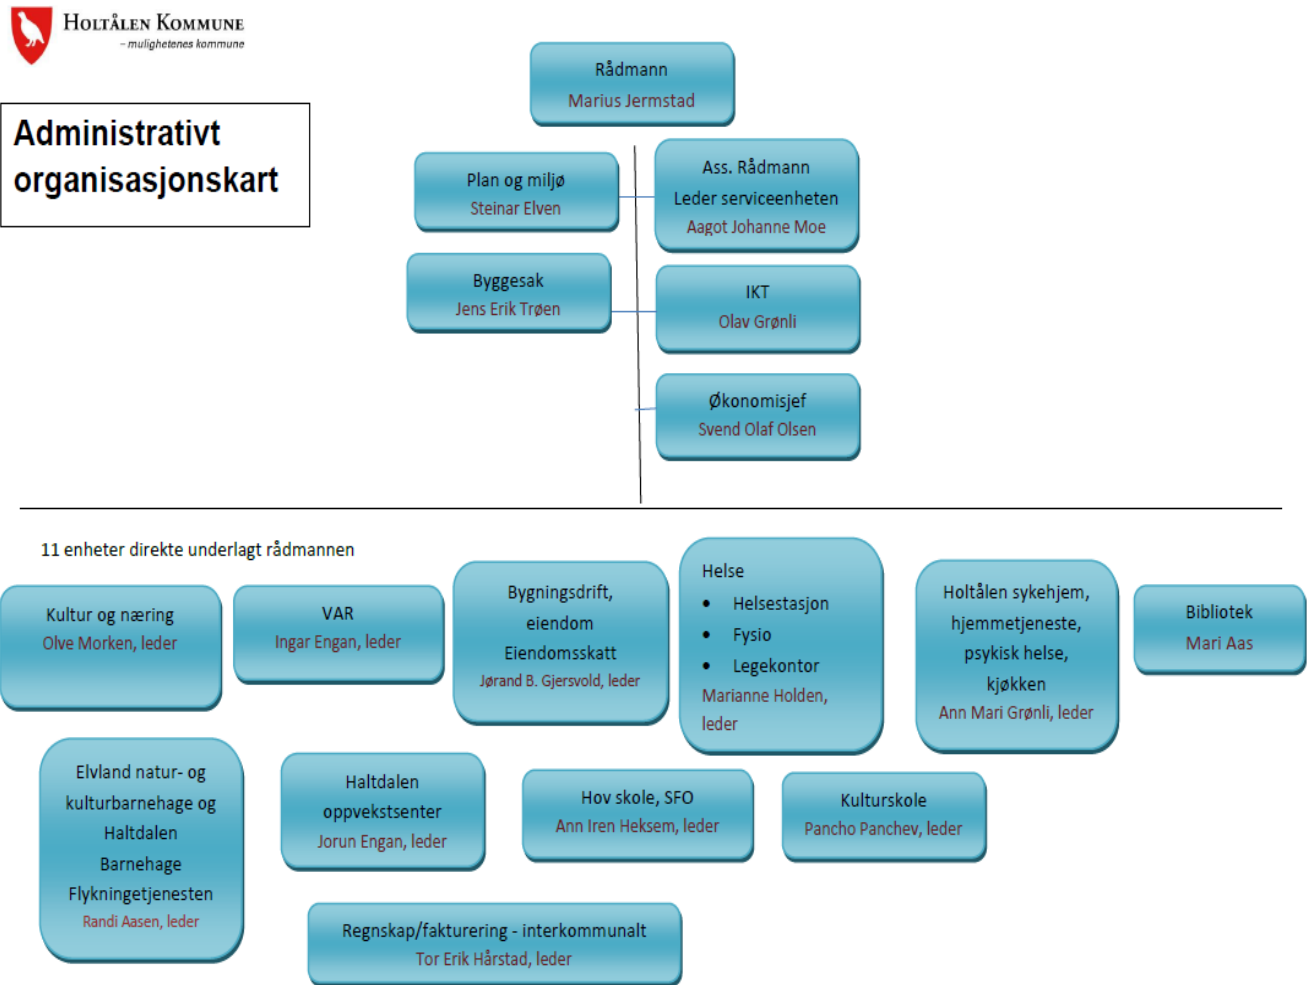 HOLTÅLEN KOMMUNE
– mulighetenes kommune
Administrativt
organisasjonskart
Rådmann
Marius Jermstad
Plan og miljø
Steinar Elven
Ass. Rådmann
Leder serviceenheten
Aagot Johanne Moe
Byggesak
Jens Erik Trøen
IKT
Olav Grønli
Økonomisjef
Svend Olaf Olsen
11 enheter direkte underlagt rådmannen
Kultur og næring
Olve Morken, leder
VAR
Ingar Engan, leder
Bygningsdrift,
eiendom
Eiendomsskatt
Jørand B. Gjersvold, leder
Helse
• Helsestasjon
• Fysio
• Legekontor
Marianne Holden,
leder
Holtålen sykehjem,
hjemmetjeneste,
psykisk helse,
kjøkken
Ann Mari Grønli, leder
Bibliotek
Mari Aas
Elvland natur- og
kulturbarnehage og
Haltdalen
Barnehage
Flykningetjenesten
Randi Aasen, leder
Haltdalen
oppvekstsenter
Jorun Engan, leder
Hov skole, SFO
Ann Iren Heksem, leder
Kulturskole
Pancho Panchev, leder
Regnskap/fakturering - interkommunalt
Tor Erik Hårstad, leder